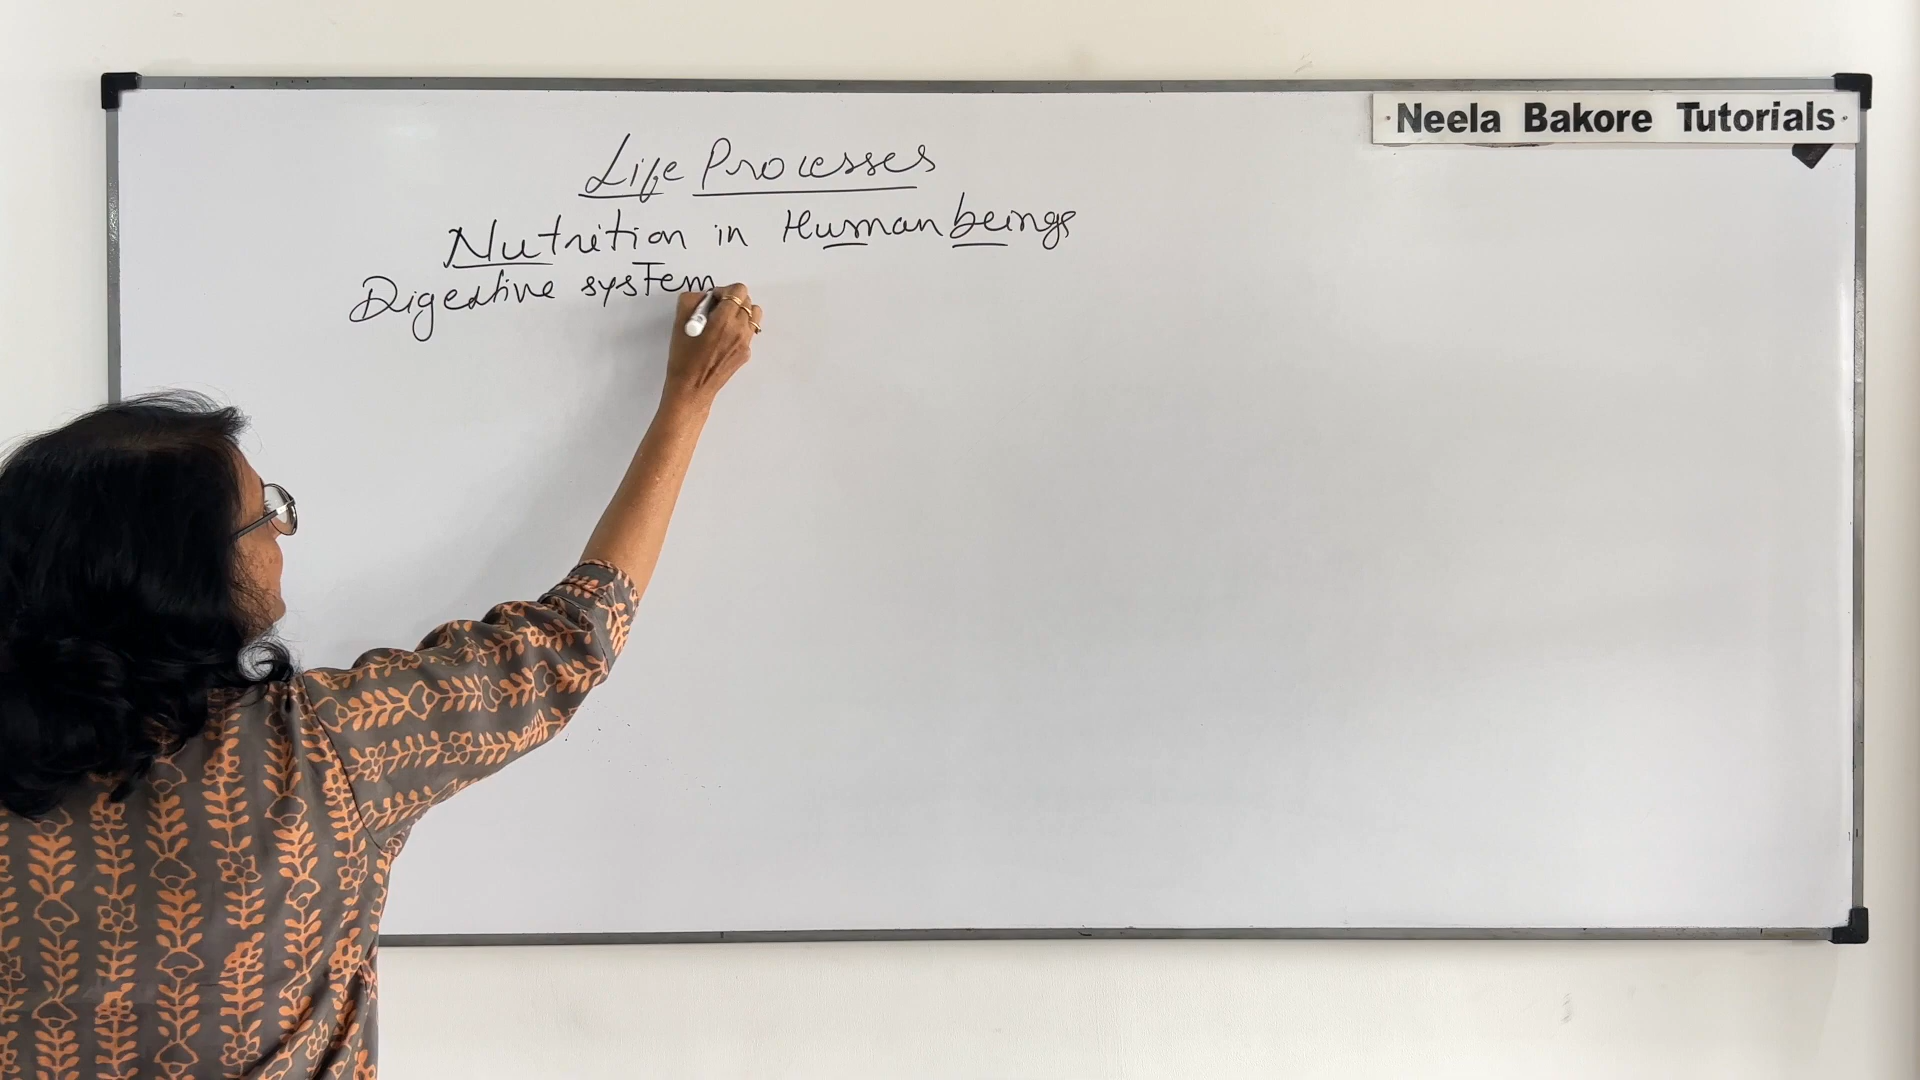 Neela Bakore Tutorials
Life Processes
Nutrition in Human beings
Digestive system